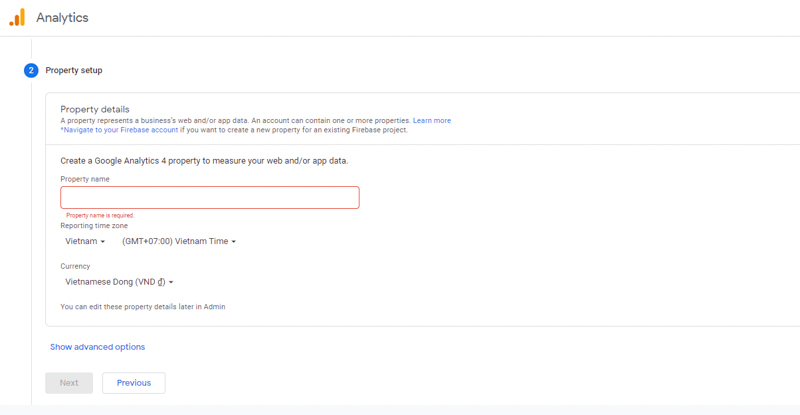 Analytics
2 Property setup
Property details
A property represents a business's web and/or app data. An account can contain one or more properties. Learn more
*Navigate to your Firebase account if you want to create a new property for an existing Firebase project.
Create a Google Analytics 4 property to measure your web and/or app data.
Property name
Property name is required.
Reporting time zone
Vietnam (GMT+07:00) Vietnam Time
Currency
Vietnamese Dong (VND ₫)
You can edit these property details later in Admin
Show advanced options
Next Previous